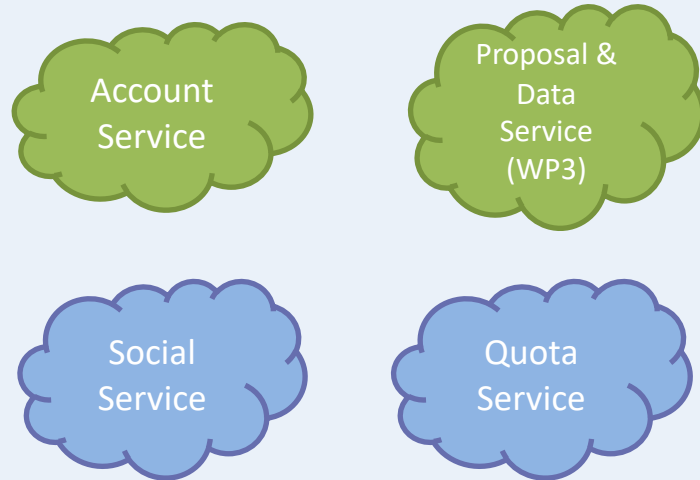 Account
Service
Proposal &
Data
Service
(WP3)
Social
Service
Quota
Service